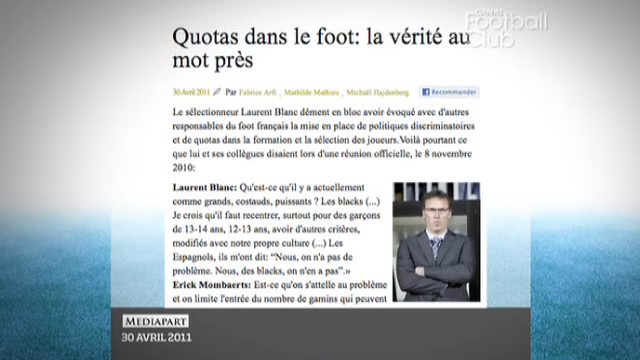 CANAL
Football
Club
Quotas dans le foot: la vérité au
mot près
30 Avril 2011 Par Fabrice Arfi , Mathilde Mathieu , Michaël Hajdenberg
Recommander
Le sélectionneur Laurent Blanc dément en bloc avoir évoqué avec d'autres
responsables du foot français la mise en place de politiques discriminatoires
et de quotas dans la formation et la sélection des joueurs.Voilà pourtant ce
que lui et ses collègues disaient lors d'une réunion officielle, le 8 novembre
2010:
Laurent Blanc: Qu'est-ce qu'il y a actuellement
comme grands, costauds, puissants ? Les blacks (...)
Je crois qu'il faut recentrer, surtout pour des garçons
de 13-14 ans, 12-13 ans, avoir d'autres critères,
modifiés avec notre propre culture (...) Les
Espagnols, ils m'ont dit: “Nous, on n'a pas de
problème. Nous, des blacks, on n'en a pas”.»
Erick Mombaerts: Est-ce qu'on s'attelle au problème
et on limite l'entrée du nombre de gamins qui peuvent
MEDIAPART
30 AVRIL 2011